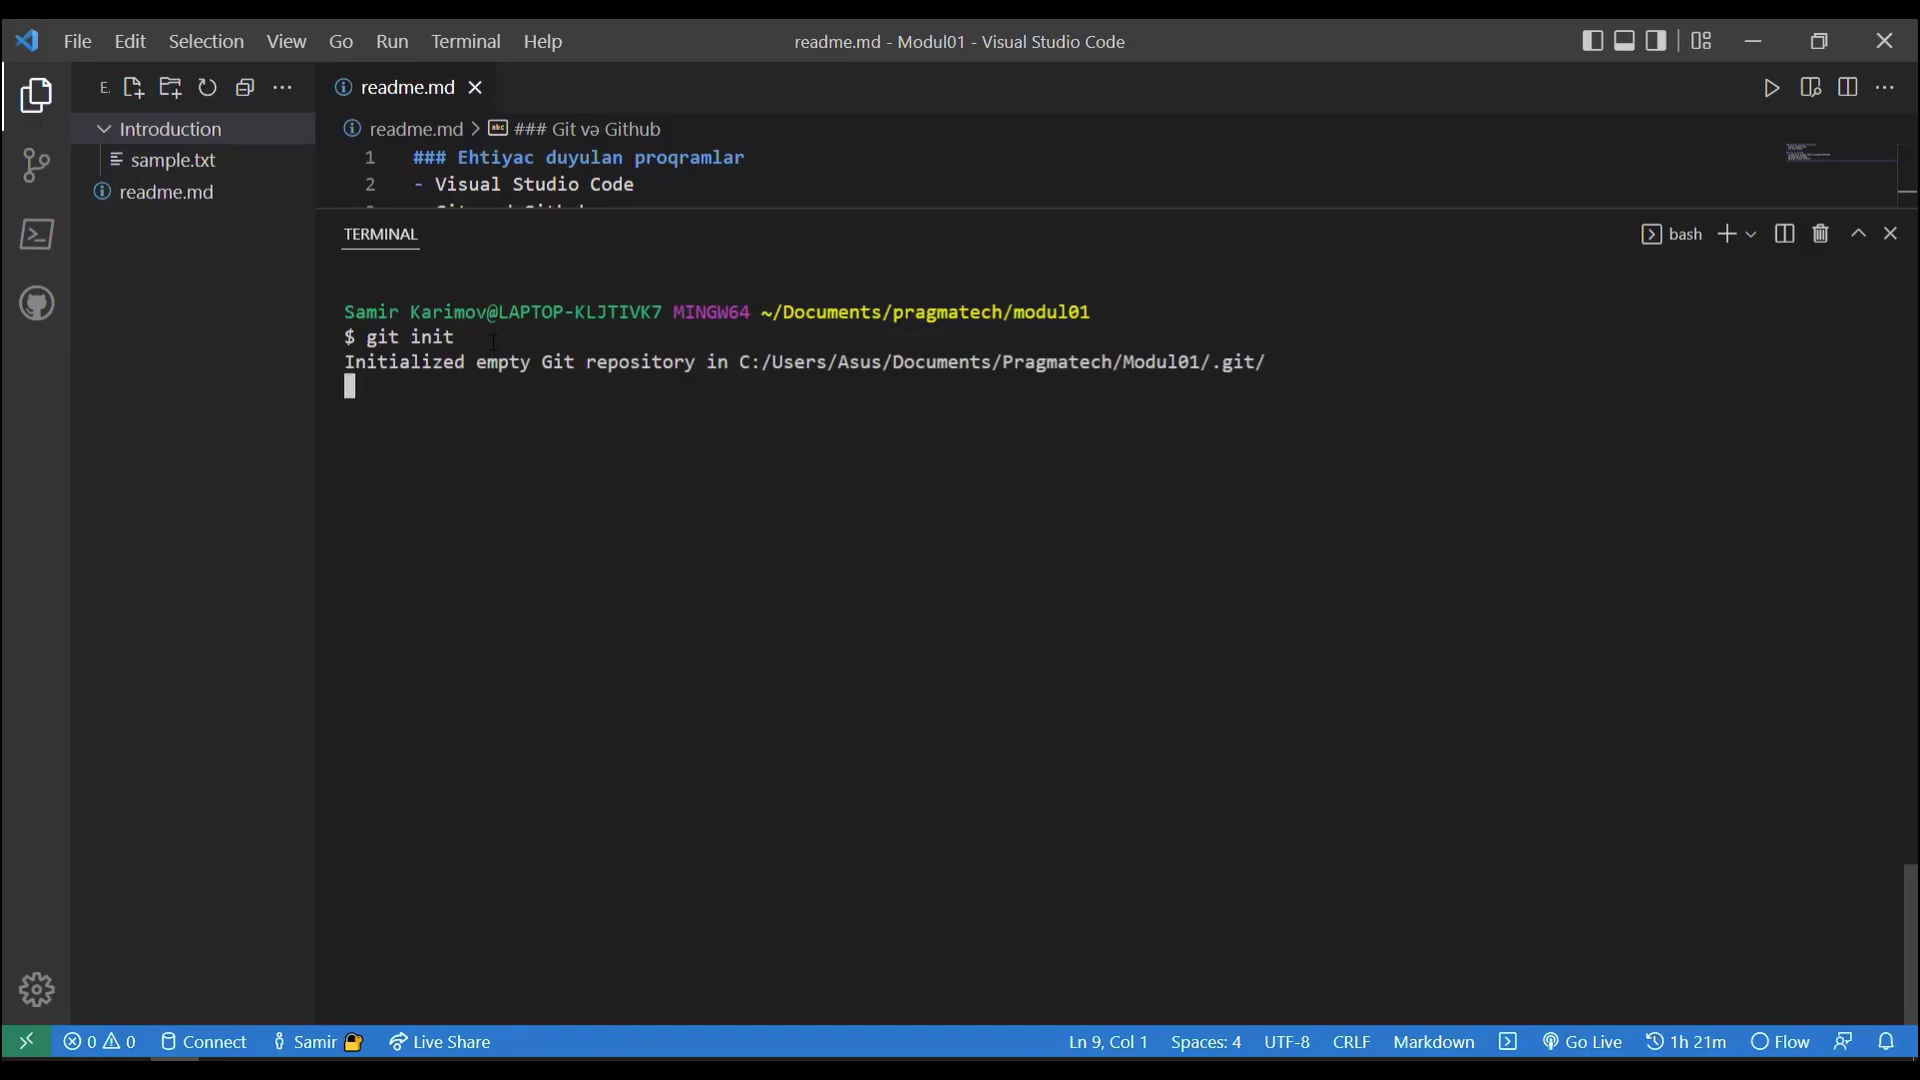 File Edit Selection View Go Run Terminal Help
readme.md - Modul01 - Visual Studio Code
E.
readme.md
Introduction
sample.txt
readme.md
readme.md > ### Git və Github
1 ### Ehtiyac duyulan proqramlar
2 - Visual Studio Code
TERMINAL
bash
Samir Karimov@LAPTOP-KLJTIVK7 MINGW64 ~/Documents/pragmatech/modul01
$ git init
Initialized empty Git repository in C:/Users/Asus/Documents/Pragmatech/Modul01/.git/
0 0 Connect Samir Live Share
Ln 9, Col 1 Spaces: 4 UTF-8 CRLF Markdown Go Live 1h 21m Flow